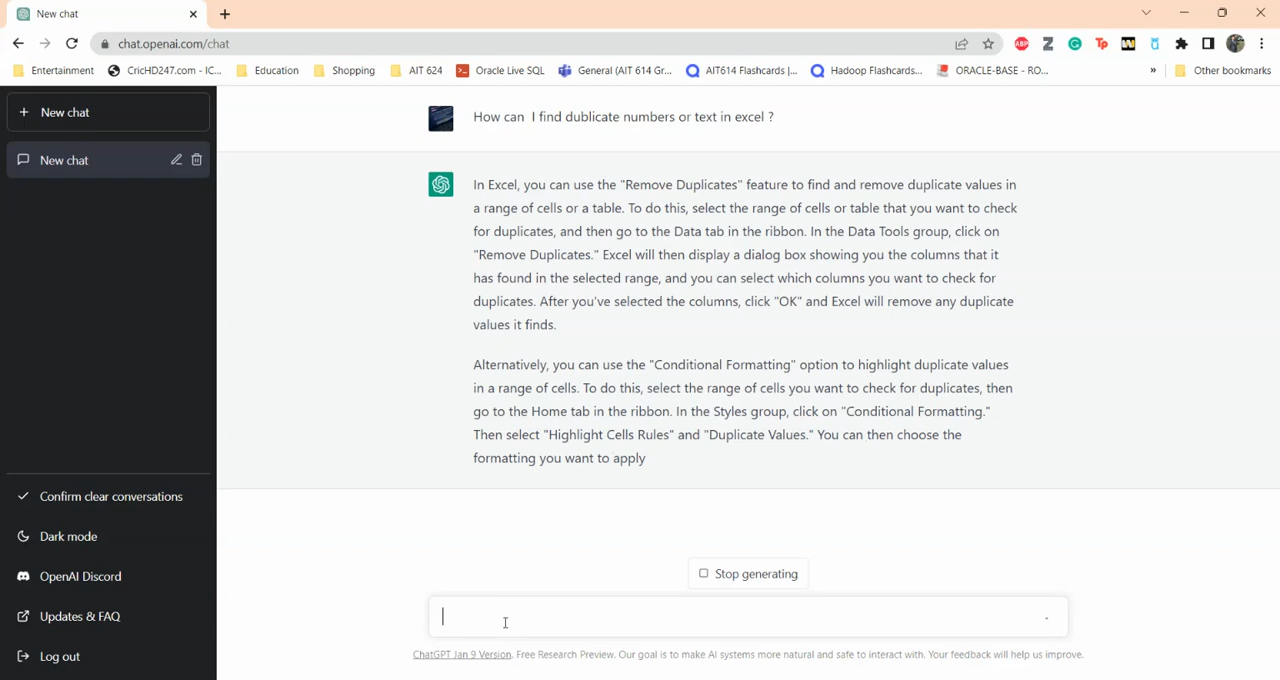 New chat
chat.openai.com/chat
Entertainment
CricHD247.com - IC...
Education
Shopping
AIT 624
Oracle Live SQL
General (AIT 614 Gr...
AIT614 Flashcards |...
Hadoop Flashcards...
ORACLE-BASE - RO...
»
Other bookmarks
+ New chat
New chat
Confirm clear conversations
Dark mode
OpenAI Discord
Updates & FAQ
Log out
How can I find dublicate numbers or text in excel ?
In Excel, you can use the "Remove Duplicates" feature to find and remove duplicate values in
a range of cells or a table. To do this, select the range of cells or table that you want to check
for duplicates, and then go to the Data tab in the ribbon. In the Data Tools group, click on
"Remove Duplicates." Excel will then display a dialog box showing you the columns that it
has found in the selected range, and you can select which columns you want to check for
duplicates. After you've selected the columns, click "OK" and Excel will remove any duplicate
values it finds.
Alternatively, you can use the "Conditional Formatting" option to highlight duplicate values
in a range of cells. To do this, select the range of cells you want to check for duplicates, then
go to the Home tab in the ribbon. In the Styles group, click on "Conditional Formatting."
Then select "Highlight Cells Rules" and "Duplicate Values." You can then choose the
formatting you want to apply
Stop generating
ChatGPT Jan 9 Version. Free Research Preview. Our goal is to make AI systems more natural and safe to interact with. Your feedback will help us improve.